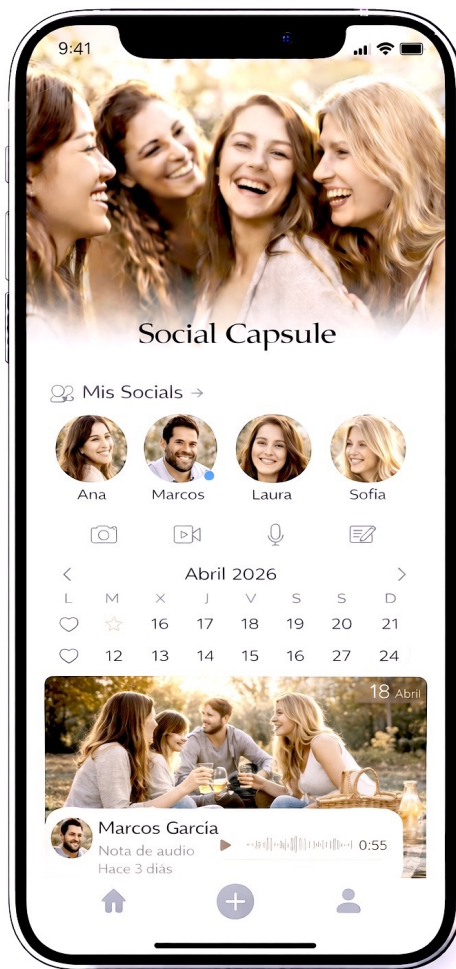 9:41
Social Capsule
Mis Socials →
Ana Marcos Laura Sofia
< Abril 2026 >
L M X J V S S D
16 17 18 19 20 21
12 13 14 15 16 27 24
18 Abril
Marcos García
Nota de audio 0:55
Hace 3 diàs